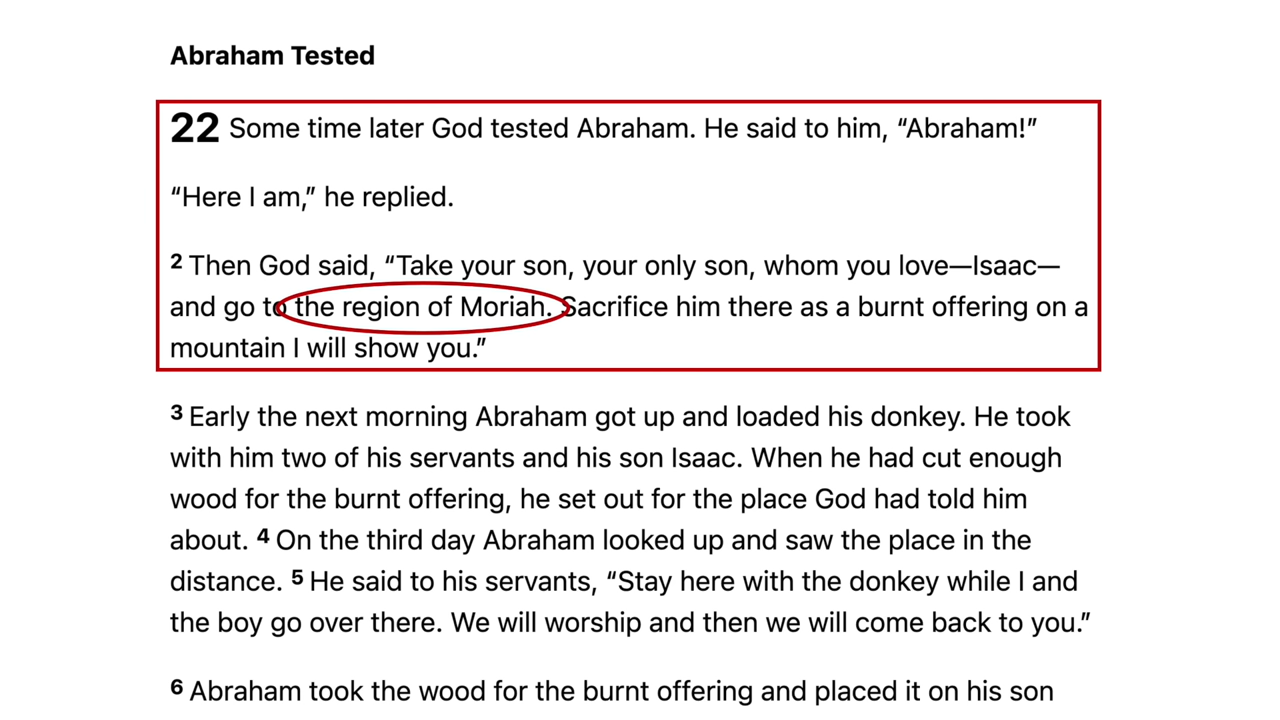 Abraham Tested
22 Some time later God tested Abraham. He said to him, “Abraham!”
“Here I am,” he replied.
2 Then God said, “Take your son, your only son, whom you love—Isaac—
and go to the region of Moriah. Sacrifice him there as a burnt offering on a
mountain I will show you.”
3 Early the next morning Abraham got up and loaded his donkey. He took
with him two of his servants and his son Isaac. When he had cut enough
wood for the burnt offering, he set out for the place God had told him
about. 4 On the third day Abraham looked up and saw the place in the
distance. 5 He said to his servants, “Stay here with the donkey while I and
the boy go over there. We will worship and then we will come back to you.”
6 Abraham took the wood for the burnt offering and placed it on his son